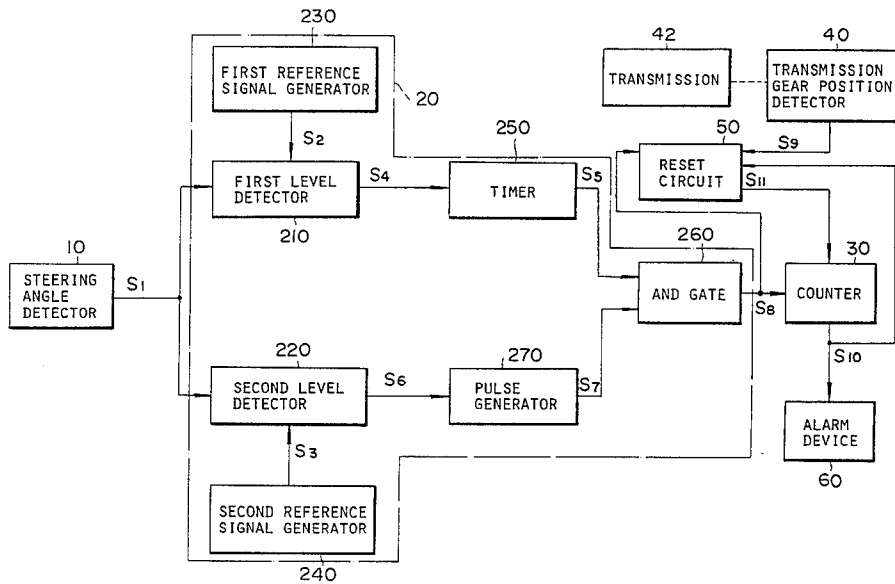 230
FIRST REFERENCE
SIGNAL GENERATOR
20
42
TRANSMISSION
40
TRANSMISSION
GEAR POSITION
DETECTOR
S2
S9
50
RESET
CIRCUIT
S11
FIRST LEVEL
DETECTOR
210
S4
250
TIMER
S5
10
STEERING
ANGLE
DETECTOR
S1
260
AND GATE
S8
30
COUNTER
S10
220
SECOND LEVEL
DETECTOR
S6
270
PULSE
GENERATOR
S7
S3
ALARM
DEVICE
60
SECOND REFERENCE
SIGNAL GENERATOR
240